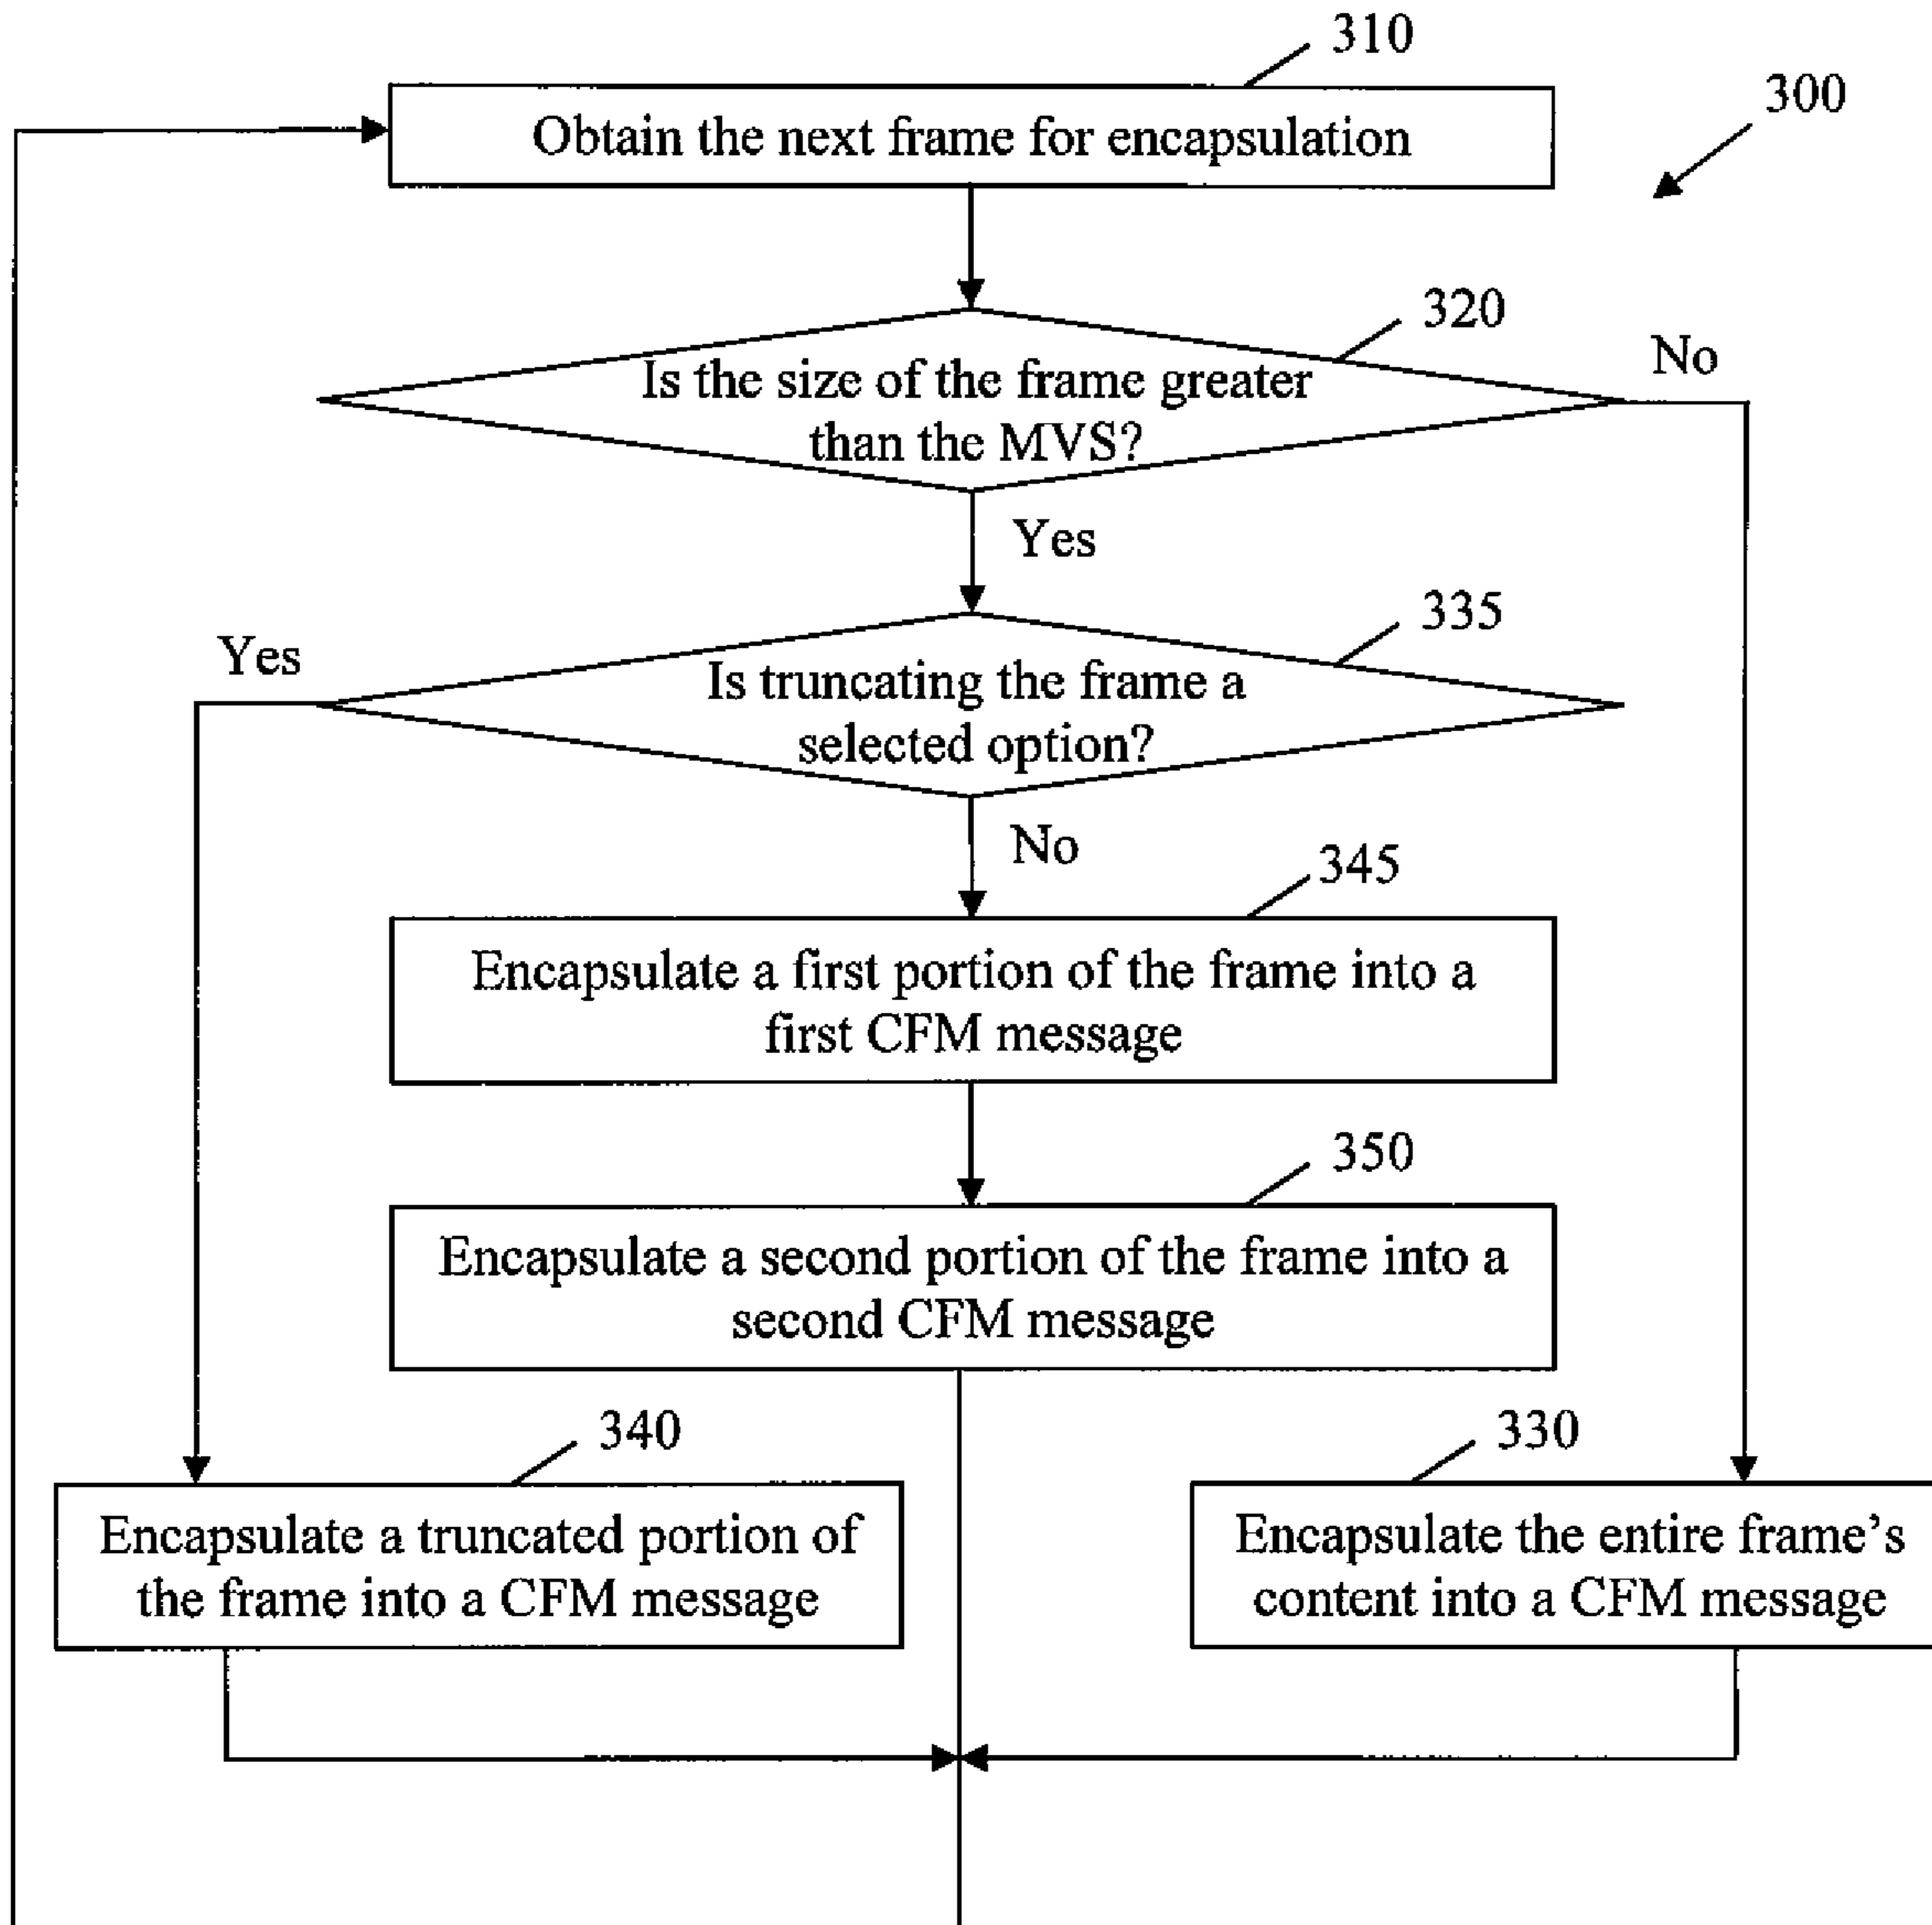 310
300
Obtain the next frame for encapsulation
320
No
Is the size of the frame greater
than the MVS?
Yes
335
Yes
Is truncating the frame a
selected option?
No
345
Encapsulate a first portion of the frame into a
first CFM message
350
Encapsulate a second portion of the frame into a
second CFM message
340
330
Encapsulate a truncated portion of
the frame into a CFM message
Encapsulate the entire frame's
content into a CFM message